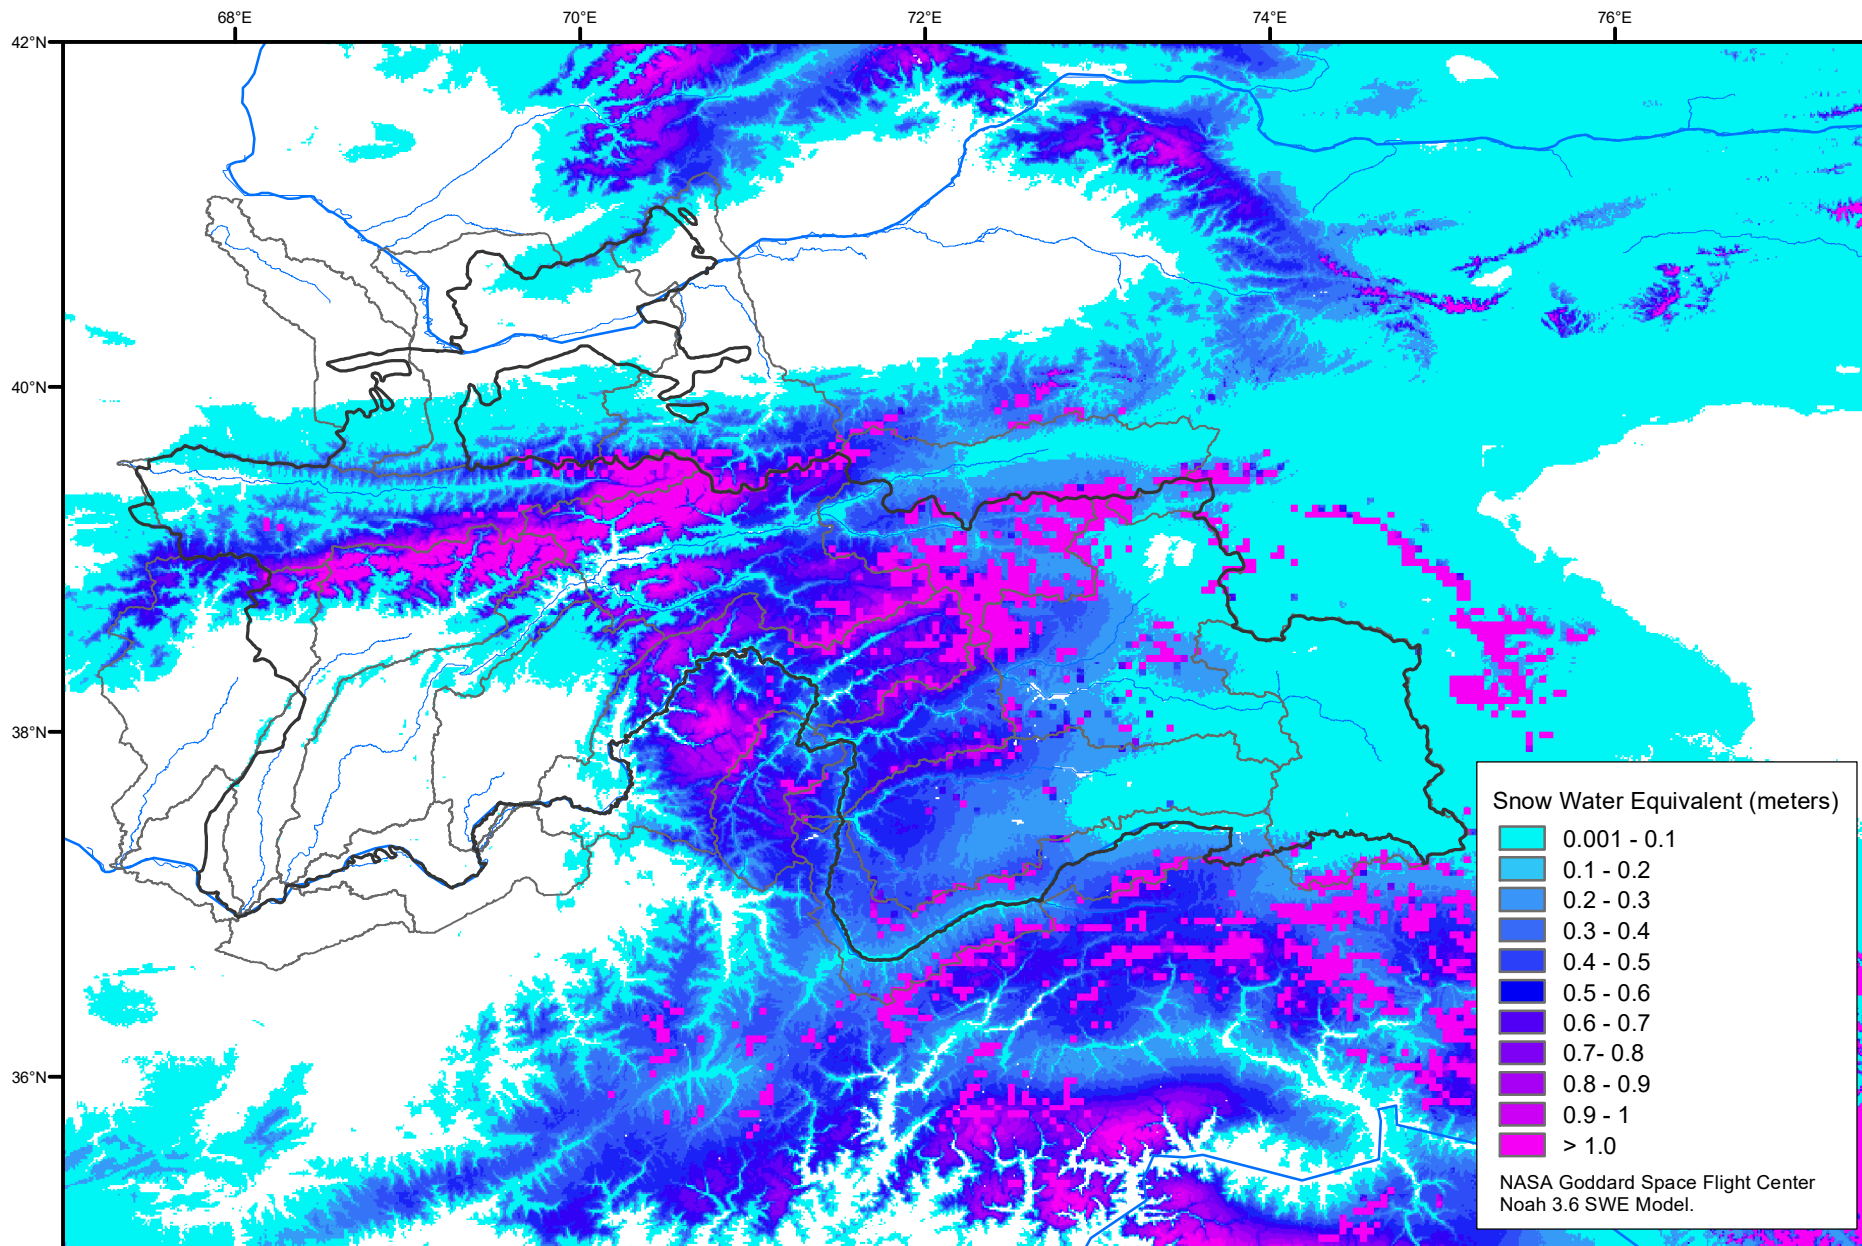 68°E
70°E
72°E
74°E
76°E
42°N
40°N
38°N
36°N
Snow Water Equivalent (meters)
0.001 - 0.1
0.1 - 0.2
0.2 - 0.3
0.3 - 0.4
0.4 - 0.5
0.5 - 0.6
0.6 - 0.7
0.7- 0.8
0.8 - 0.9
0.9 - 1
> 1.0
NASA Goddard Space Flight Center
Noah 3.6 SWE Model.